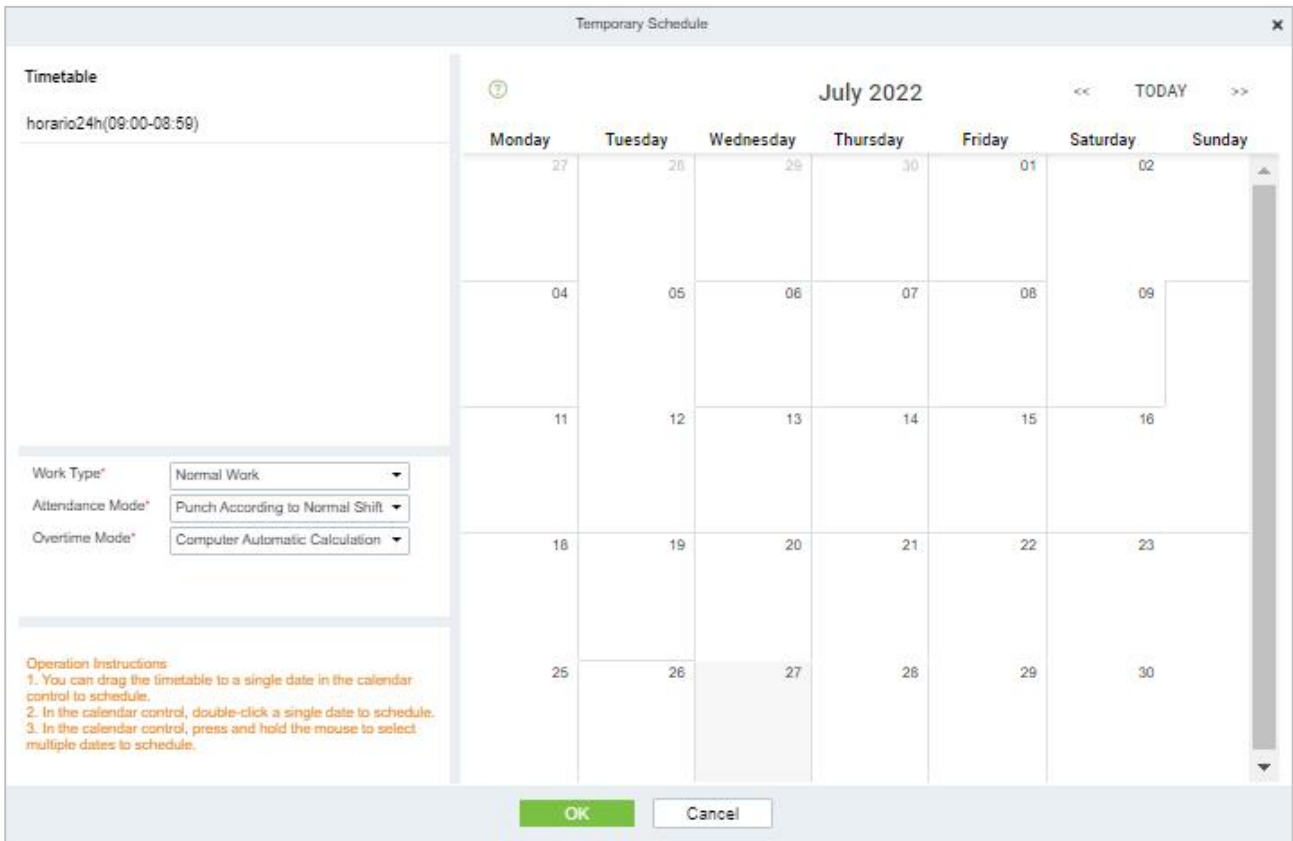 Temporary Schedule
Timetable
horario24h(09:00-08:59)
Work Type* Normal Work
Attendance Mode* Punch According to Normal Shift
Overtime Mode* Computer Automatic Calculation
Operation Instructions
1. You can drag the timetable to a single date in the calendar
control to schedule.
2. In the calendar control, double-click a single date to schedule.
3. In the calendar control, press and hold the mouse to select
multiple dates to schedule.
? July 2022 << TODAY >>
Monday Tuesday Wednesday Thursday Friday Saturday Sunday
27 28 29 30 01 02
04 05 06 07 08 09
11 12 13 14 15 16
18 19 20 21 22 23
25 26 27 28 29 30
OK Cancel